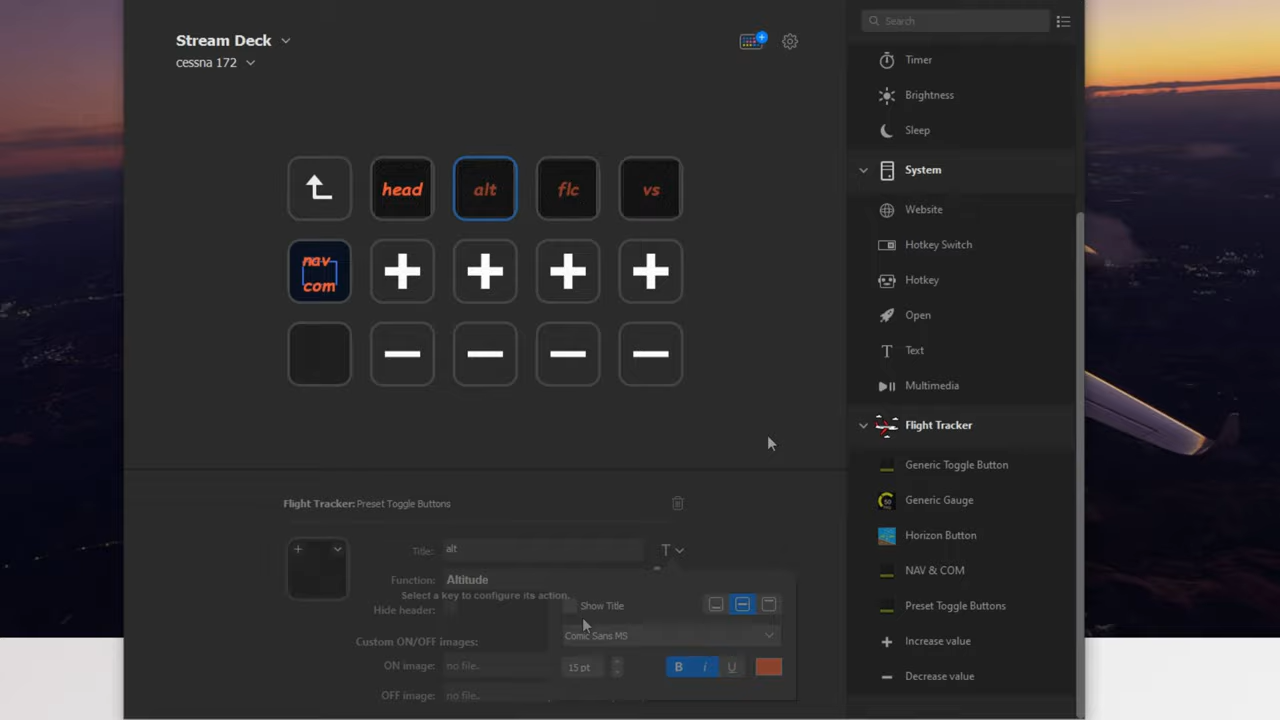 Stream Deck
cessna 172
head
alt
flc
vs
nav
com
Flight Tracker: Preset Toggle Buttons
Title:
alt
Function:
Altitude
Select a key to configure its action.
Hide header:
Show Title
Custom ON/OFF images:
Comic Sans MS
ON image:
no file..
15 pt
B
i
U
OFF image:
no file..
Search
Timer
Brightness
Sleep
System
Website
Hotkey Switch
Hotkey
Open
T
Text
Multimedia
Flight Tracker
Generic Toggle Button
Generic Gauge
Horizon Button
NAV & COM
Preset Toggle Buttons
Increase value
Decrease value